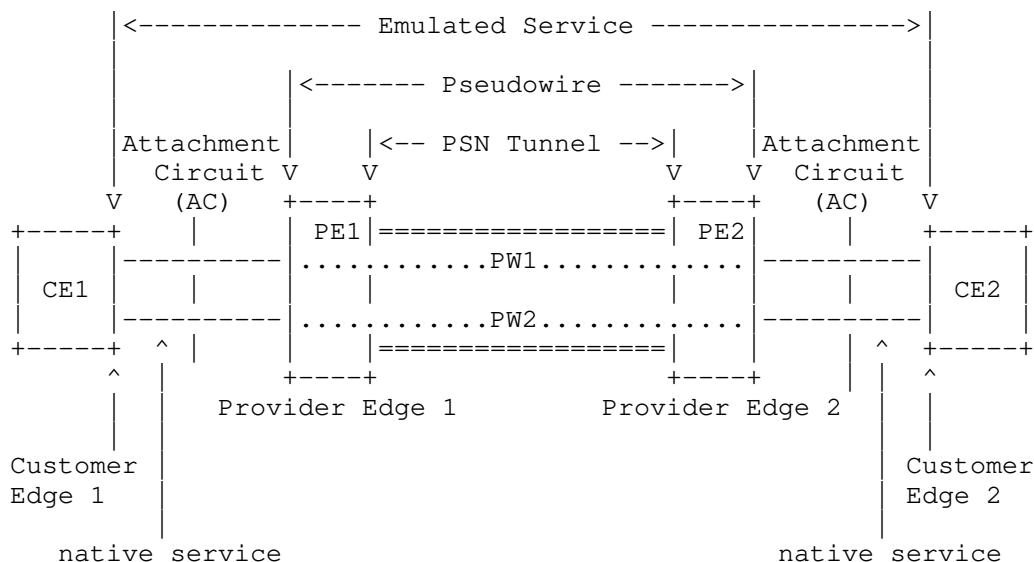 |<-------------- Emulated Service ---------------->|
|<------- Pseudowire ------->|
Attachment |<-- PSN Tunnel -->| Attachment
Circuit V V V V Circuit
V (AC) +----+ +----+ (AC) V
+-----+ | | PE1|==================| PE2| | +-----+
|----------|............PW1.............|----------|
CE1 CE2
|----------|............PW2.............|----------|
+-----+ ^ | | |==================| | | ^ +-----+
^ +----+ +----+ ^
Provider Edge 1 Provider Edge 2
Customer Customer
Edge 1 Edge 2
native service native service